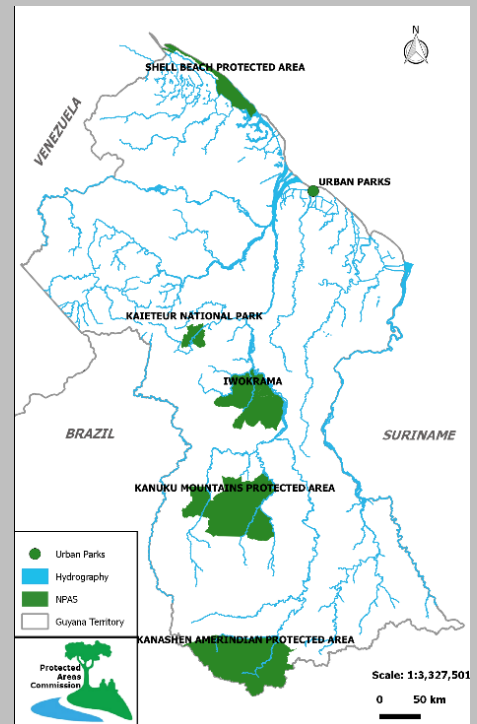 N
SHELL BEACH PROTECTED AREA
VENEZUELA
URBAN PARKS
KAIETEUR NATIONAL PARK
IWOKRAMA
BRAZIL
SURINAME
KANUKU MOUNTAINS PROTECTED AREA
Urban Parks
Hydrography
NPAS
Guyana Territory
KANASHEN AMERINDIAN PROTECTED AREA
Protected
Areas
Commission
Scale: 1:3,327,501
0 50 km